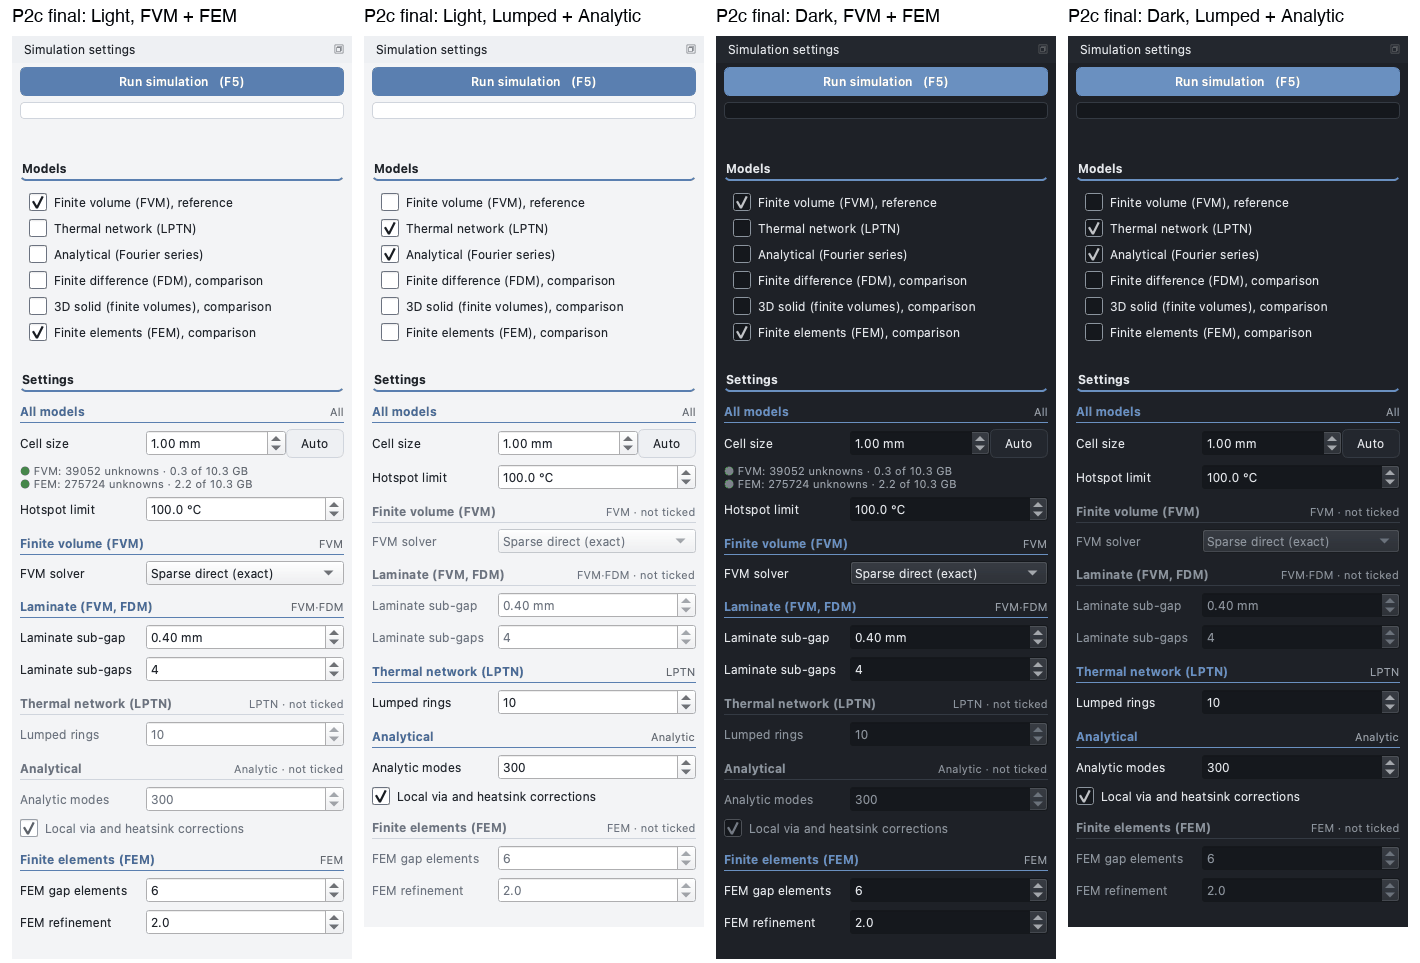 P2c final: Light, FVM + FEM
Simulation settings
Run simulation (F5)
Models
Finite volume (FVM), reference
Thermal network (LPTN)
Analytical (Fourier series)
Finite difference (FDM), comparison
3D solid (finite volumes), comparison
Finite elements (FEM), comparison
Settings
All models All
Cell size 1.00 mm Auto
FVM: 39052 unknowns · 0.3 of 10.3 GB
FEM: 275724 unknowns · 2.2 of 10.3 GB
Hotspot limit 100.0 °C
Finite volume (FVM) FVM
FVM solver Sparse direct (exact)
Laminate (FVM, FDM) FVM·FDM
Laminate sub-gap 0.40 mm
Laminate sub-gaps 4
Thermal network (LPTN) LPTN · not ticked
Lumped rings 10
Analytical Analytic · not ticked
Analytic modes 300
Local via and heatsink corrections
Finite elements (FEM) FEM
FEM gap elements 6
FEM refinement 2.0
P2c final: Light, Lumped + Analytic
Simulation settings
Run simulation (F5)
Models
Finite volume (FVM), reference
Thermal network (LPTN)
Analytical (Fourier series)
Finite difference (FDM), comparison
3D solid (finite volumes), comparison
Finite elements (FEM), comparison
Settings
All models All
Cell size 1.00 mm Auto
Hotspot limit 100.0 °C
Finite volume (FVM) FVM · not ticked
FVM solver Sparse direct (exact)
Laminate (FVM, FDM) FVM·FDM · not ticked
Laminate sub-gap 0.40 mm
Laminate sub-gaps 4
Thermal network (LPTN) LPTN
Lumped rings 10
Analytical Analytic
Analytic modes 300
Local via and heatsink corrections
Finite elements (FEM) FEM · not ticked
FEM gap elements 6
FEM refinement 2.0
P2c final: Dark, FVM + FEM
Simulation settings
Run simulation (F5)
Models
Finite volume (FVM), reference
Thermal network (LPTN)
Analytical (Fourier series)
Finite difference (FDM), comparison
3D solid (finite volumes), comparison
Finite elements (FEM), comparison
Settings
All models All
Cell size 1.00 mm Auto
FVM: 39052 unknowns · 0.3 of 10.3 GB
FEM: 275724 unknowns · 2.2 of 10.3 GB
Hotspot limit 100.0 °C
Finite volume (FVM) FVM
FVM solver Sparse direct (exact)
Laminate (FVM, FDM) FVM·FDM
Laminate sub-gap 0.40 mm
Laminate sub-gaps 4
Thermal network (LPTN) LPTN · not ticked
Lumped rings 10
Analytical Analytic · not ticked
Analytic modes 300
Local via and heatsink corrections
Finite elements (FEM) FEM
FEM gap elements 6
FEM refinement 2.0
P2c final: Dark, Lumped + Analytic
Simulation settings
Run simulation (F5)
Models
Finite volume (FVM), reference
Thermal network (LPTN)
Analytical (Fourier series)
Finite difference (FDM), comparison
3D solid (finite volumes), comparison
Finite elements (FEM), comparison
Settings
All models All
Cell size 1.00 mm Auto
Hotspot limit 100.0 °C
Finite volume (FVM) FVM · not ticked
FVM solver Sparse direct (exact)
Laminate (FVM, FDM) FVM·FDM · not ticked
Laminate sub-gap 0.40 mm
Laminate sub-gaps 4
Thermal network (LPTN) LPTN
Lumped rings 10
Analytical Analytic
Analytic modes 300
Local via and heatsink corrections
Finite elements (FEM) FEM · not ticked
FEM gap elements 6
FEM refinement 2.0